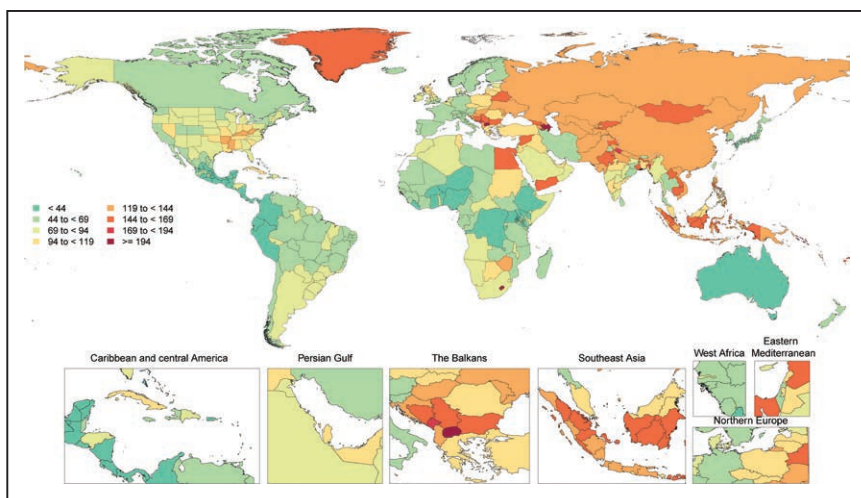 < 44
44 to < 69
69 to < 94
94 to < 119
119 to < 144
144 to < 169
169 to < 194
>= 194
Caribbean and central America
Persian Gulf
The Balkans
Southeast Asia
West Africa
Eastern
Mediterranean
Northern Europe